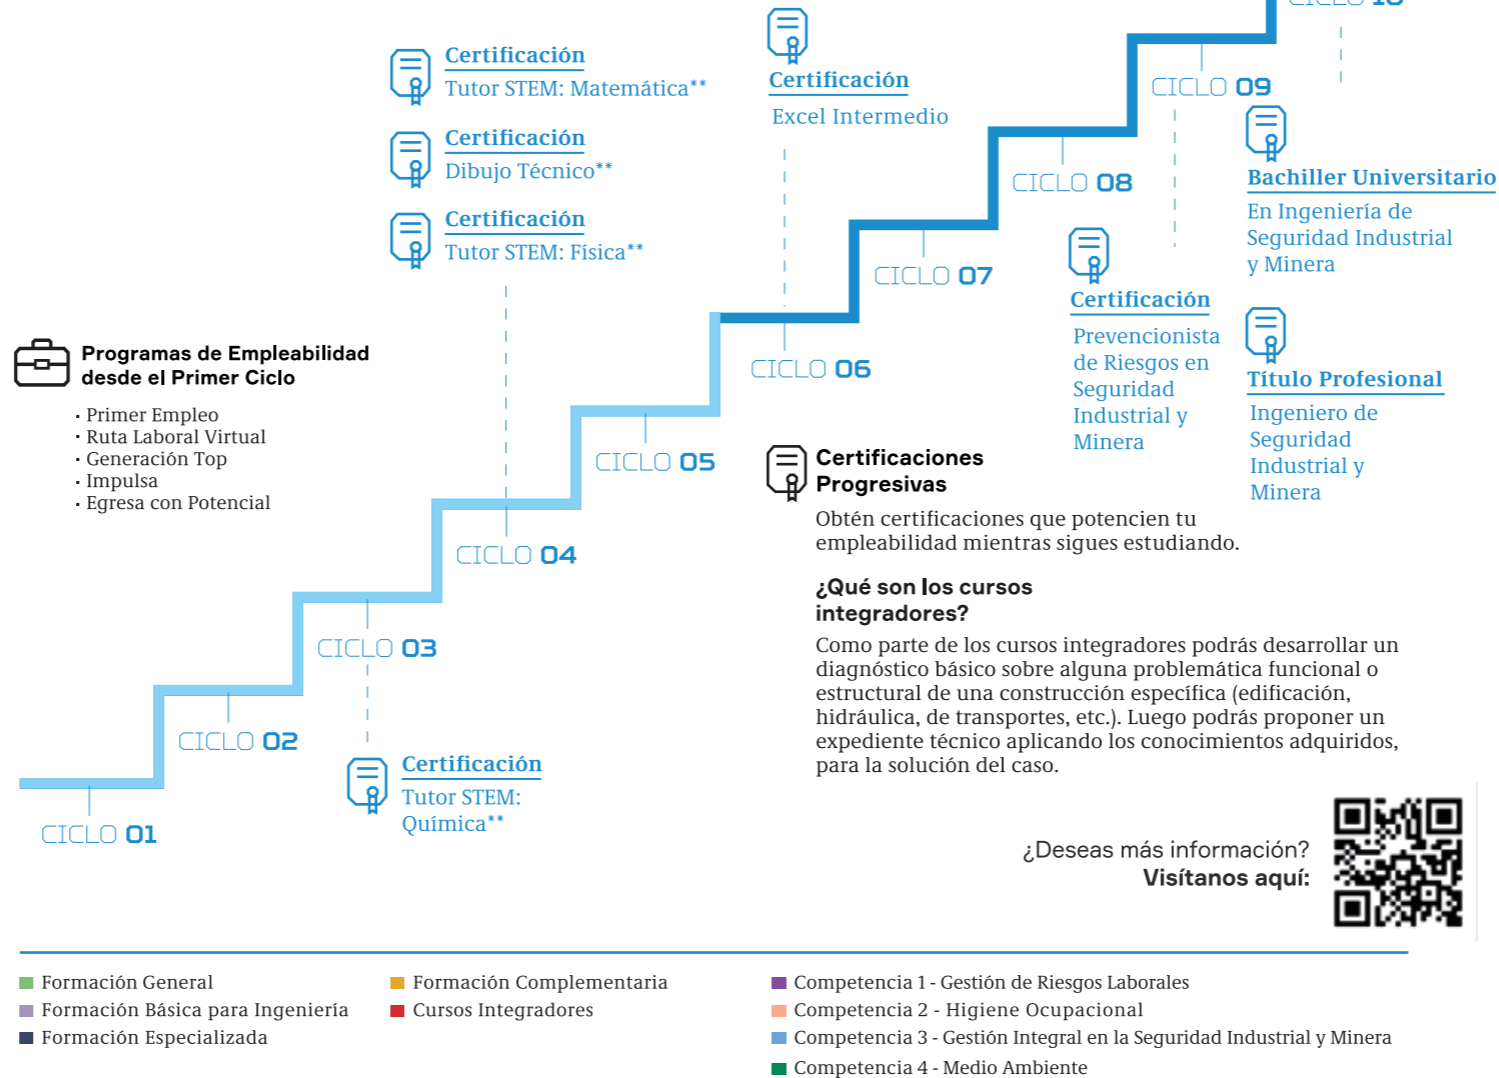 CICLO 10
Certificación
Tutor STEM: Matemática**
Certificación
Dibujo Técnico**
Certificación
Tutor STEM: Física**
Certificación
Excel Intermedio
CICLO 09
CICLO 08
Bachiller Universitario
En Ingeniería de
Seguridad Industrial
y Minera
CICLO 07
Certificación
Prevencionista
de Riesgos en
Seguridad
Industrial y
Minera
Título Profesional
Ingeniero de
Seguridad
Industrial y
Minera
Programas de Empleabilidad
desde el Primer Ciclo
· Primer Empleo
· Ruta Laboral Virtual
· Generación Top
· Impulsa
· Egresa con Potencial
CICLO 06
CICLO 05
CICLO 04
CICLO 03
CICLO 02
CICLO 01
Certificación
Tutor STEM:
Química**
Certificaciones
Progresivas
Obtén certificaciones que potencien tu
empleabilidad mientras sigues estudiando.
¿Qué son los cursos
integradores?
Como parte de los cursos integradores podrás desarrollar un
diagnóstico básico sobre alguna problemática funcional o
estructural de una construcción específica (edificación,
hidráulica, de transportes, etc.). Luego podrás proponer un
expediente técnico aplicando los conocimientos adquiridos,
para la solución del caso.
¿Deseas más información?
Visítanos aquí:
Formación General
Formación Básica para Ingeniería
Formación Especializada
Formación Complementaria
Cursos Integradores
Competencia 1 - Gestión de Riesgos Laborales
Competencia 2 - Higiene Ocupacional
Competencia 3 - Gestión Integral en la Seguridad Industrial y Minera
Competencia 4 - Medio Ambiente